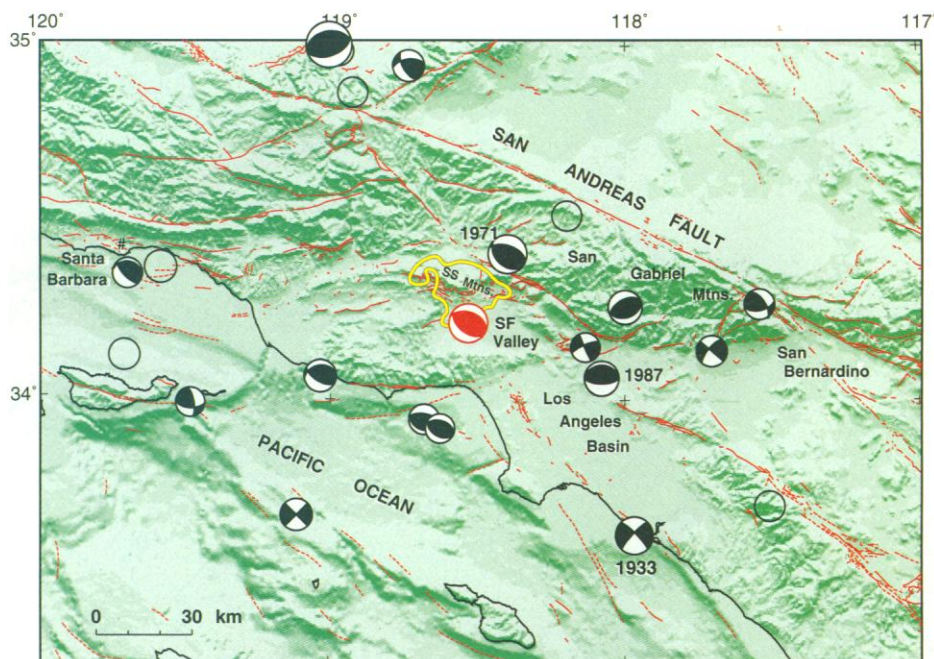 120° 119° 118° 117°
35°
SAN ANDREAS FAULT
1971
San
Gabriel
Mtns.
Santa
Barbara
SS Mtns.
SF
Valley
San
Bernardino
1987
34°
Los
Angeles
Basin
PACIFIC
OCEAN
1933
0 30 km